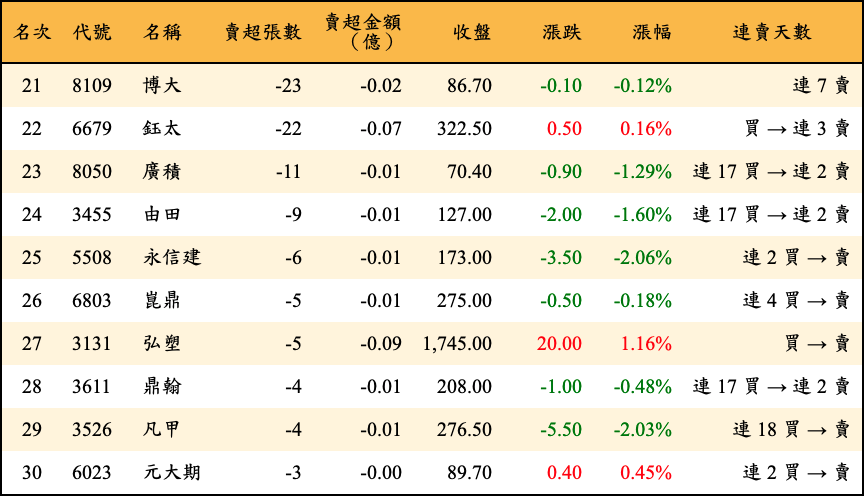 名次 代號 名稱 賣超張數 賣超金額（億） 收盤 漲跌 漲幅 連賣天數
21 8109 博大 -23 -0.02 86.70 -0.10 -0.12% 連 7 賣
22 6679 鈺太 -22 -0.07 322.50 0.50 0.16% 買 → 連 3 賣
23 8050 廣積 -11 -0.01 70.40 -0.90 -1.29% 連 17 買 → 連 2 賣
24 3455 由田 -9 -0.01 127.00 -2.00 -1.60% 連 17 買 → 連 2 賣
25 5508 永信建 -6 -0.01 173.00 -3.50 -2.06% 連 2 買 → 賣
26 6803 崑鼎 -5 -0.01 275.00 -0.50 -0.18% 連 4 買 → 賣
27 3131 弘塑 -5 -0.09 1,745.00 20.00 1.16% 買 → 賣
28 3611 鼎翰 -4 -0.01 208.00 -1.00 -0.48% 連 17 買 → 連 2 賣
29 3526 凡甲 -4 -0.01 276.50 -5.50 -2.03% 連 18 買 → 賣
30 6023 元大期 -3 -0.00 89.70 0.40 0.45% 連 2 買 → 賣